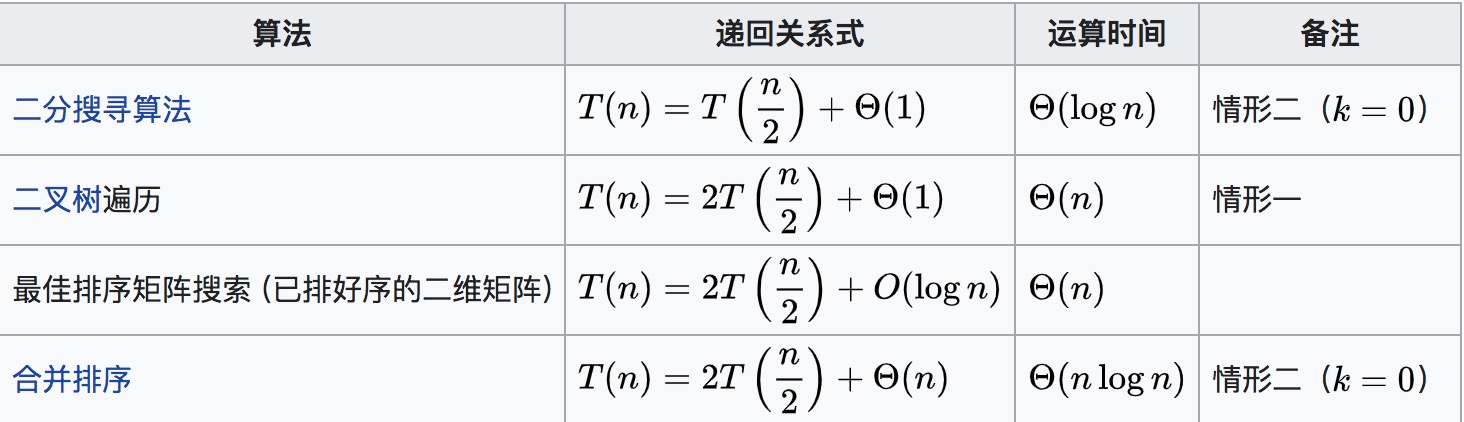 算法 递回关系式 运算时间 备注
二分搜寻算法 T(n) = T(n/2) + Θ(1) Θ(log n) 情形二（k = 0）
二叉树遍历 T(n) = 2T(n/2) + Θ(1) Θ(n) 情形一
最佳排序矩阵搜索（已排好序的二维矩阵） T(n) = 2T(n/2) + O(log n) Θ(n)
合并排序 T(n) = 2T(n/2) + Θ(n) Θ(n log n) 情形二（k = 0）